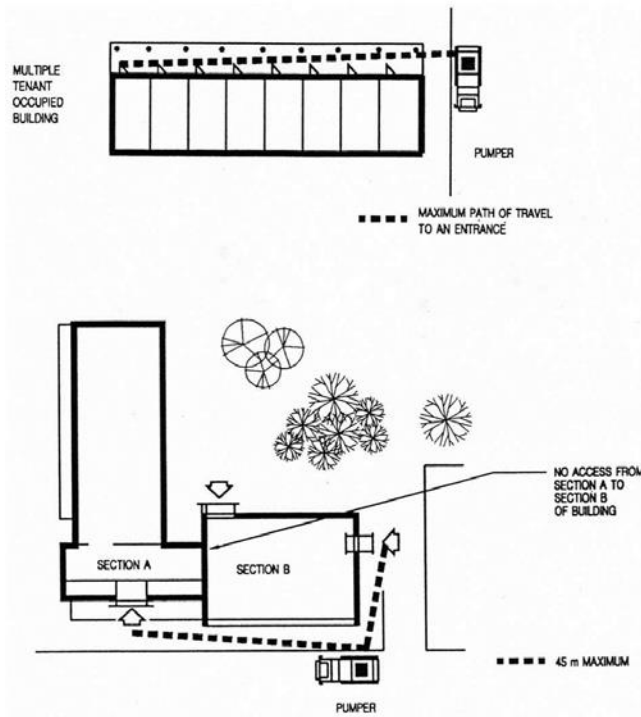 MULTIPLE
TENANT
OCCUPIED
BUILDING
PUMPER
MAXIMUM PATH OF TRAVEL
TO AN ENTRANCE
NO ACCESS FROM
SECTION A TO
SECTION B
OF BUILDING
SECTION A
SECTION B
45 m MAXIMUM
PUMPER